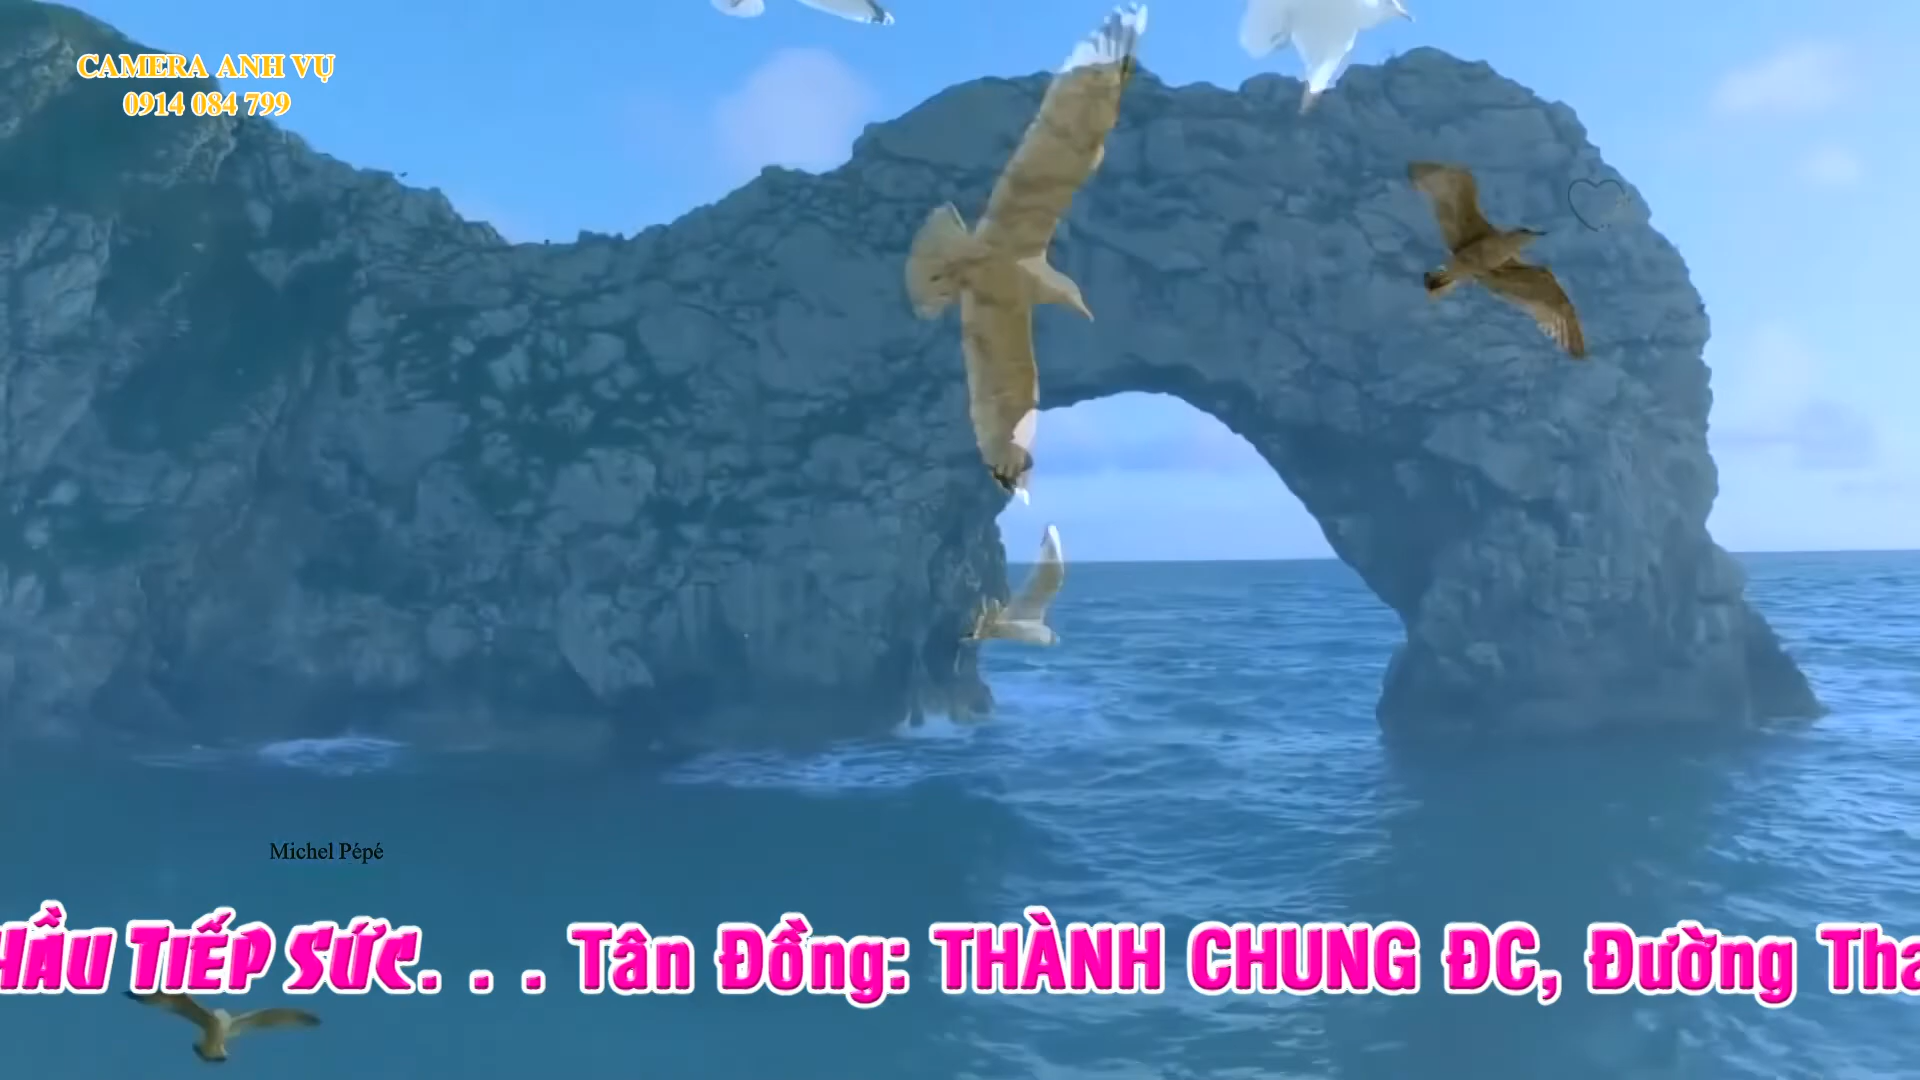 CAMERA ANH VỤ
0914 084 799
Michel Pépé
TIẾP SỨC. . . Tân Đồng: THÀNH CHUNG ĐC, Đường